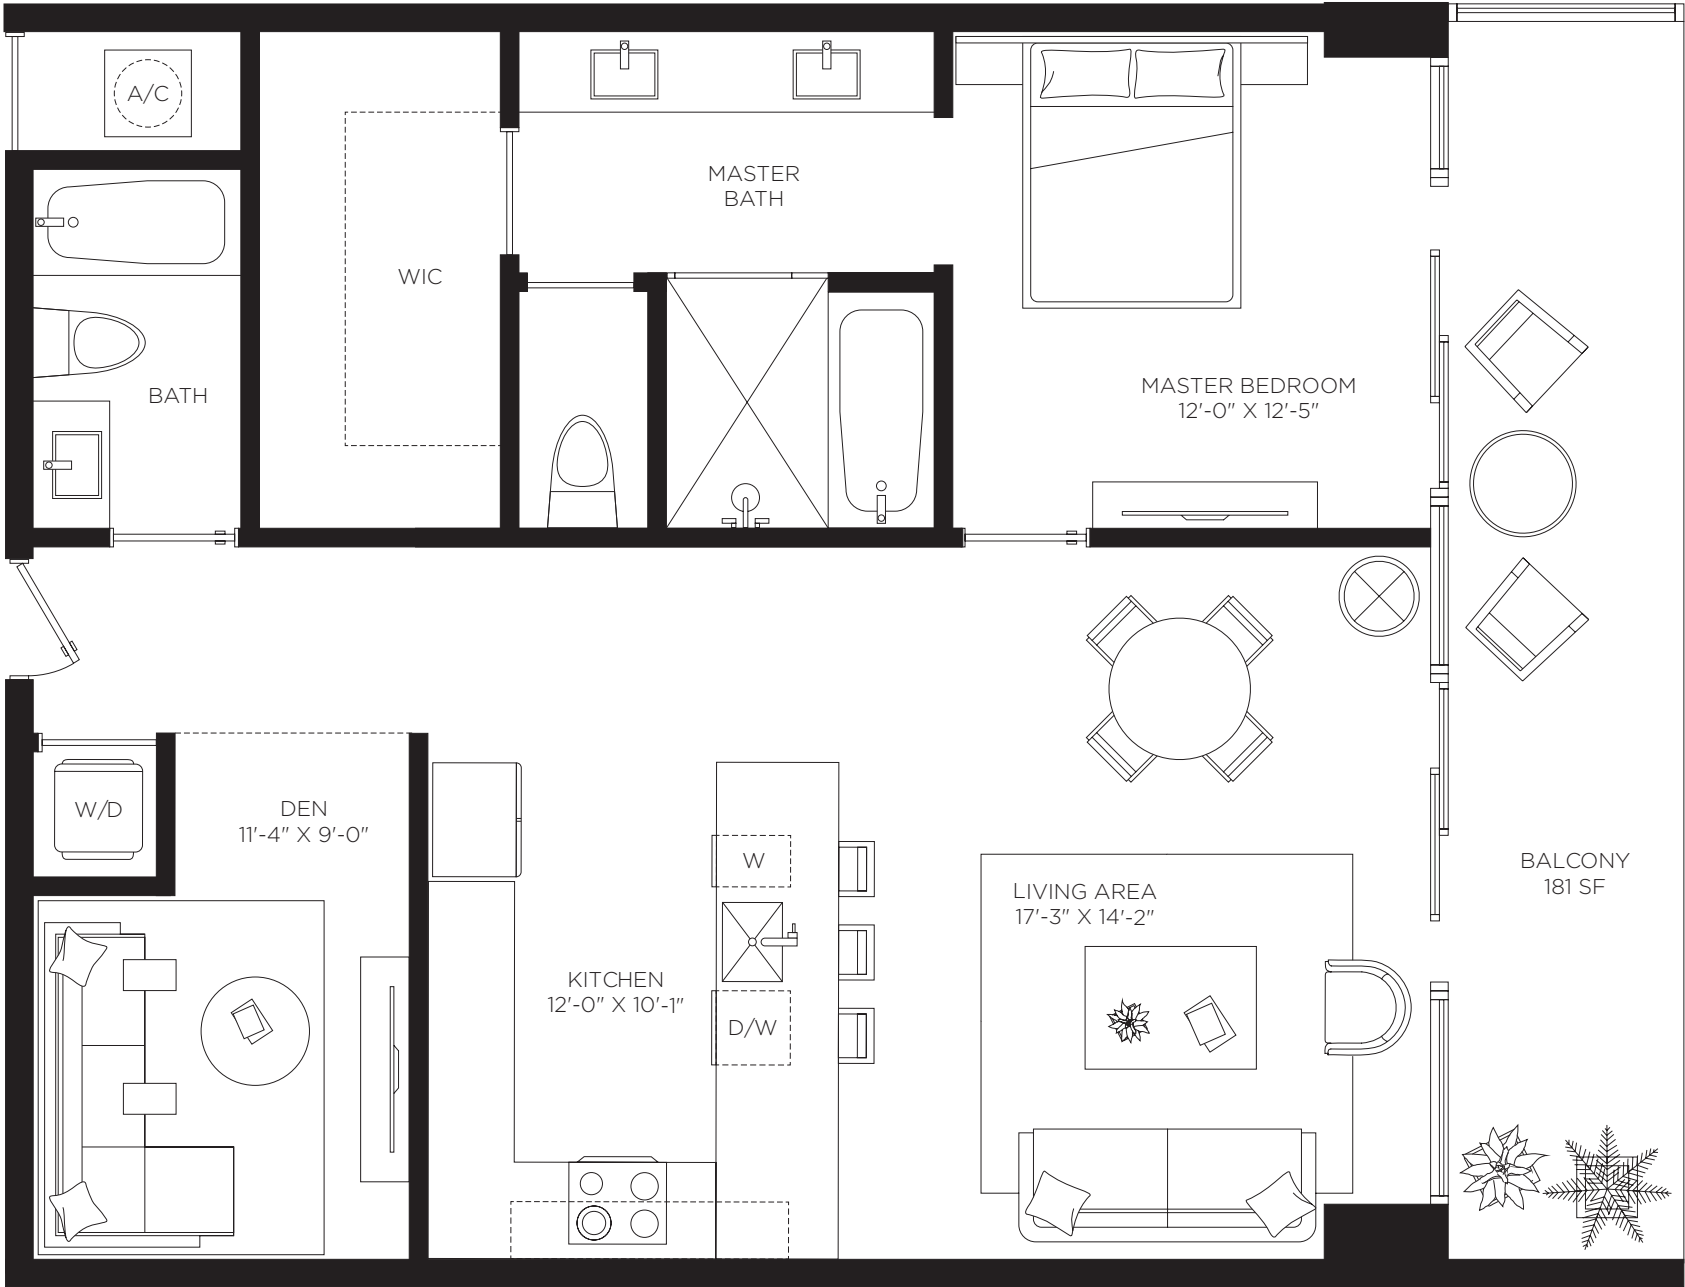 A/C
MASTER
BATH
WIC
BATH
MASTER BEDROOM
12'-0" X 12'-5"
W/D
DEN
11'-4" X 9'-0"
W
LIVING AREA
17'-3" X 14'-2"
BALCONY
181 SF
KITCHEN
12'-0" X 10'-1"
D/W